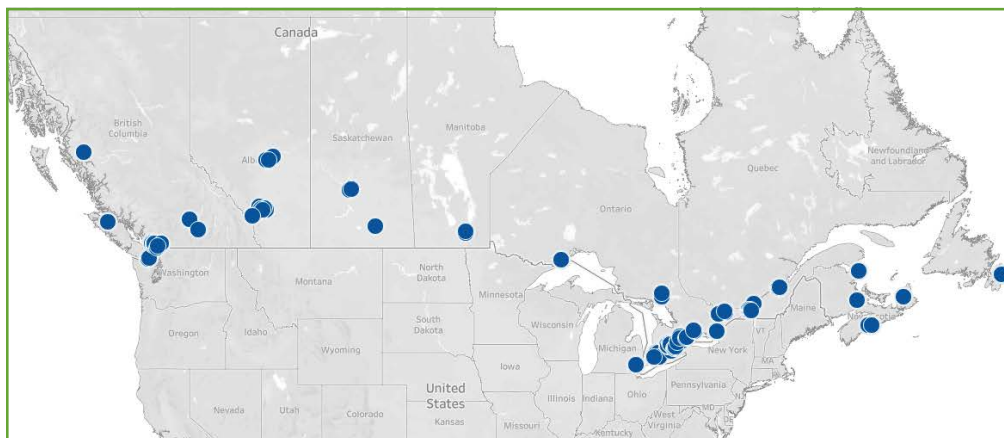 Canada
British
Columbia
Saskatchewan
Manitoba
Newfoundland
and Labrador
Quebec
Ontario
Washington
Montana
North
Dakota
Minnesota
Oregon
Idaho
South
Dakota
Wisconsin
Michigan
Maine
VT
New York
MA
Wyoming
Iowa
Nevada
Utah
Colorado
United
States
Kansas
Illinois
Indiana
Ohio
Pennsylvania
NJ
MD
West
Virginia
Missouri
Kentucky